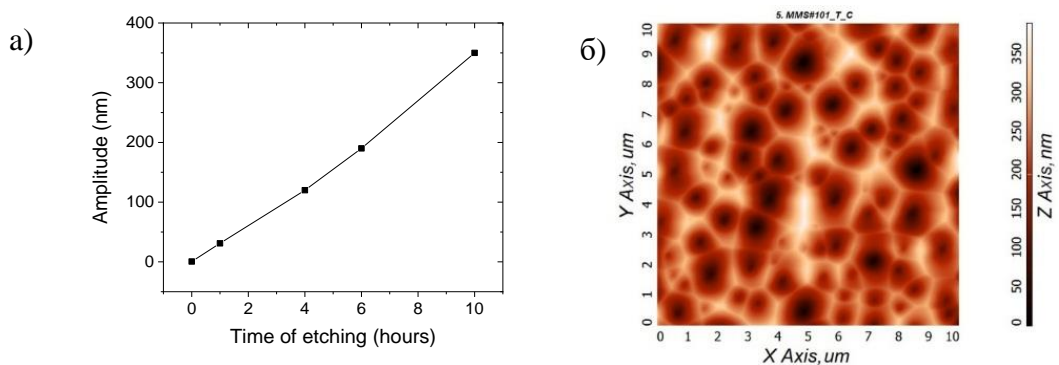 а)
400
300
200
100
0
Amplitude (nm)
0 2 4 6 8 10
Time of etching (hours)
б)
5. MMS#101_T_C
10
9
8
7
6
5
4
3
2
1
0
Y Axis,um
0 1 2 3 4 5 6 7 8 9 10
X Axis,um
350
300
250
200
150
100
50
0
Z Axis, nm